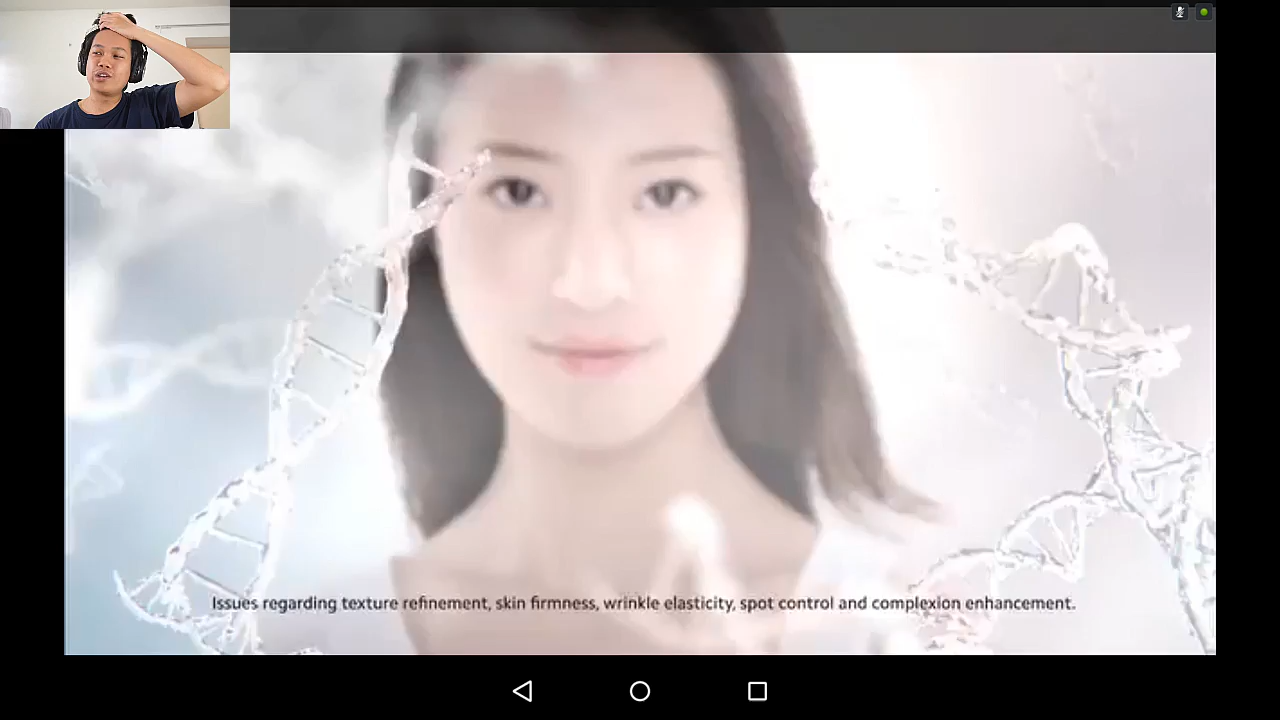 Issues regarding texture refinement, skin firmness, wrinkle elasticity, spot control and complexion enhancement.